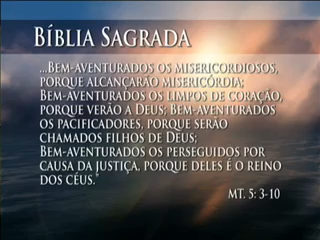 BÍBLIA SAGRADA
...BEM-AVENTURADOS OS MISERICORDIOSOS,
PORQUE ALCANÇARÃO MISERICÓRDIA;
BEM-AVENTURADOS OS LIMPOS DE CORAÇÃO,
PORQUE VERÃO A DEUS; BEM-AVENTURADOS
OS PACIFICADORES, PORQUE SERÃO
CHAMADOS FILHOS DE DEUS;
BEM-AVENTURADOS OS PERSEGUIDOS POR
CAUSA DA JUSTIÇA, PORQUE DELES É O REINO
DOS CÉUS."
MT. 5: 3-10